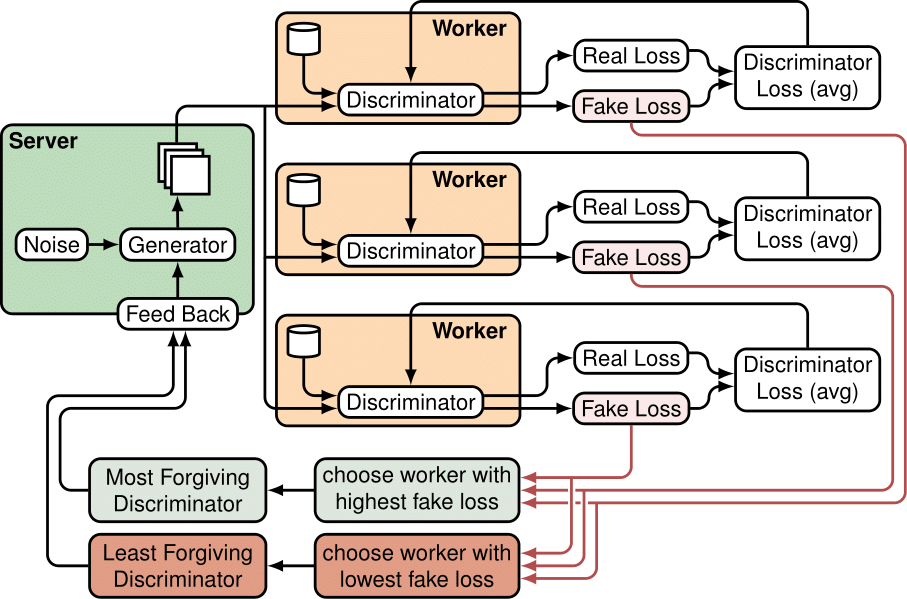 Worker
Discriminator
Real Loss
Fake Loss
Discriminator
Loss (avg)
Server
Noise
Generator
Feed Back
Worker
Discriminator
Real Loss
Fake Loss
Discriminator
Loss (avg)
Worker
Discriminator
Real Loss
Fake Loss
Discriminator
Loss (avg)
Most Forgiving
Discriminator
choose worker with
highest fake loss
Least Forgiving
Discriminator
choose worker with
lowest fake loss